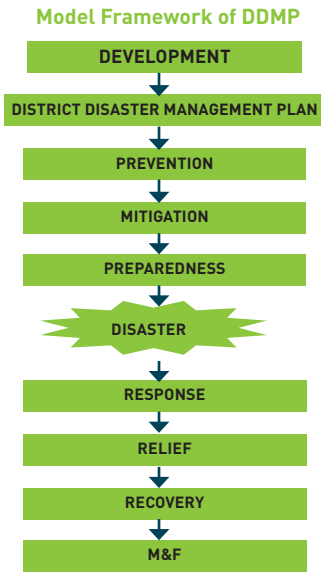 Model Framework of DDMP
DEVELOPMENT
DISTRICT DISASTER MANAGEMENT PLAN
PREVENTION
MITIGATION
PREPAREDNESS
DISASTER
RESPONSE
RELIEF
RECOVERY
M&F